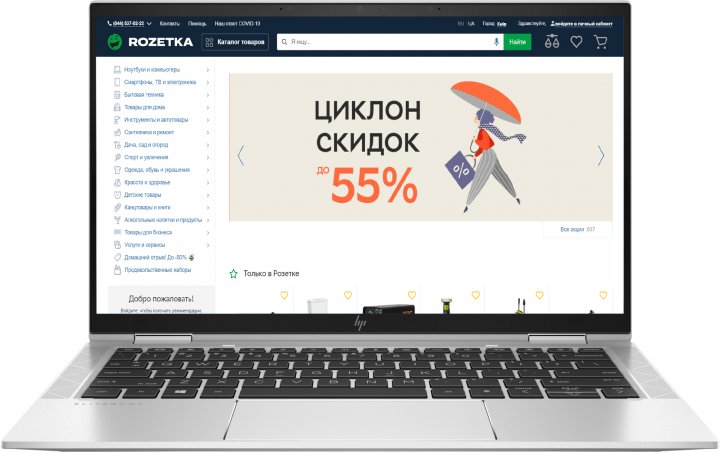 (044) 537-02-22 Контакты Помощь Наш ответ COVID-19 RU UA Город: Київ Здравствуйте, войдите в личный кабинет
ROZETKA Каталог товаров Я ищу... Найти
Ноутбуки и компьютеры
Смартфоны, ТВ и электроника
Бытовая техника
Товары для дома
Инструменты и автотовары
Сантехника и ремонт
Дача, сад и огород
Спорт и увлечения
Одежда, обувь и украшения
Красота и здоровье
Детские товары
Канцтовары и книги
Алкогольные напитки и продукты
Товары для бизнеса
Услуги и сервисы
Домашний отрыв! До -50%
Продовольственные наборы
ЦИКЛОН
СКИДОК
ДО 55%
%
Все акции 637
Только в Розетке
Добро пожаловать!
Войдите, чтобы получать рекомендации,
hp
ELITEBOOK